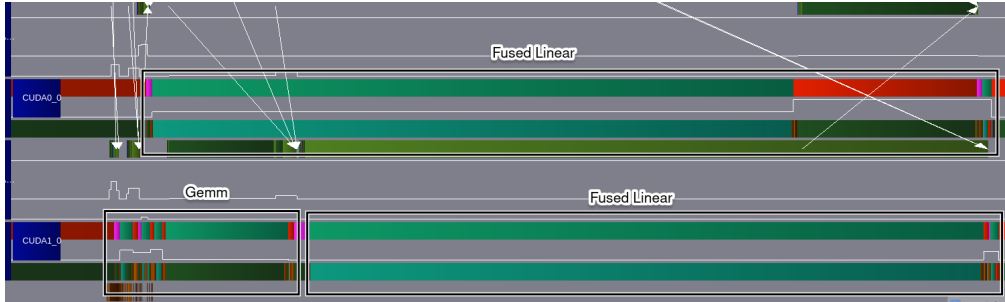 Fused Linear
CUDA0_0
Gemm
Fused Linear
CUDA1_0